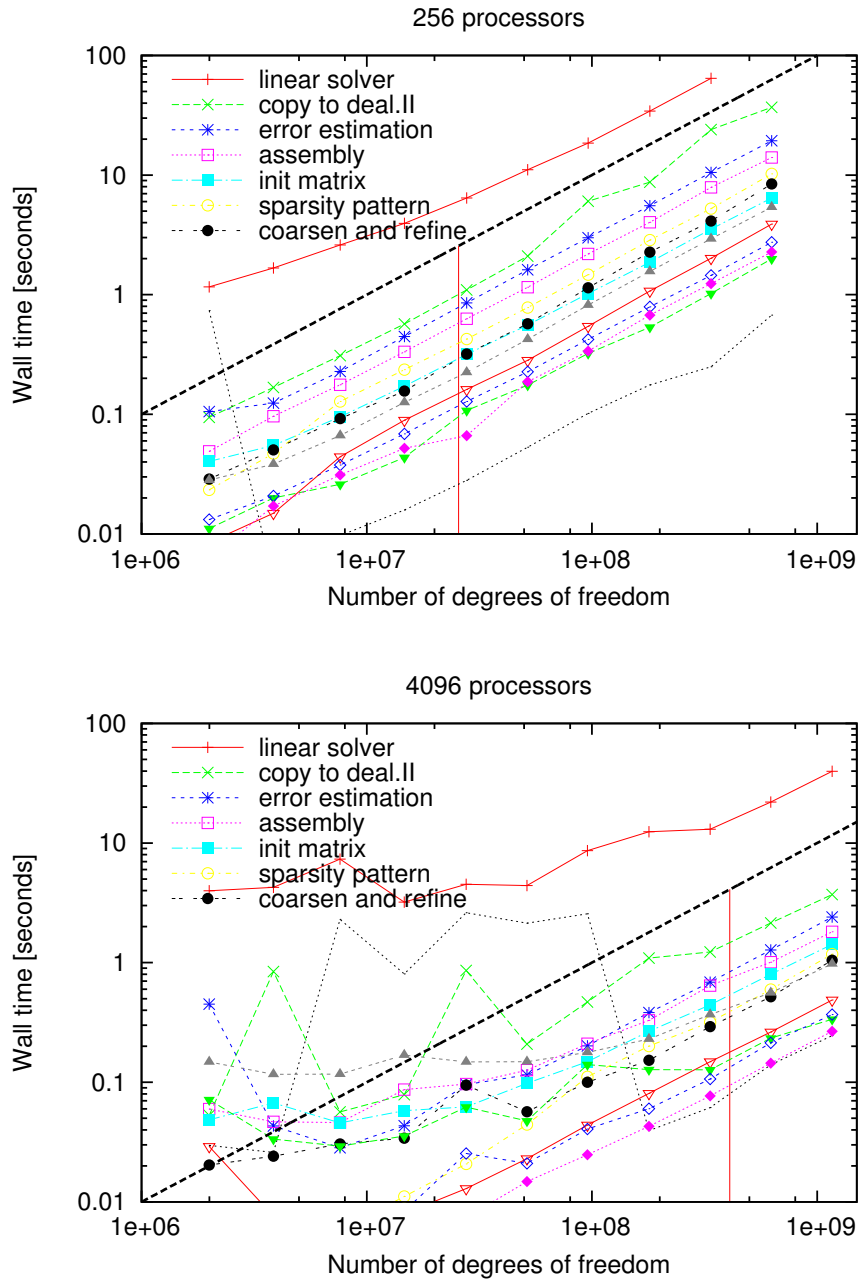 256 processors
100
10
1
0.1
0.01
Wall time [seconds]
linear solver
copy to deal.II
error estimation
assembly
init matrix
sparsity pattern
coarsen and refine
1e+06
1e+07
1e+08
1e+09
Number of degrees of freedom
4096 processors
100
10
1
0.1
0.01
Wall time [seconds]
linear solver
copy to deal.II
error estimation
assembly
init matrix
sparsity pattern
coarsen and refine
1e+06
1e+07
1e+08
1e+09
Number of degrees of freedom